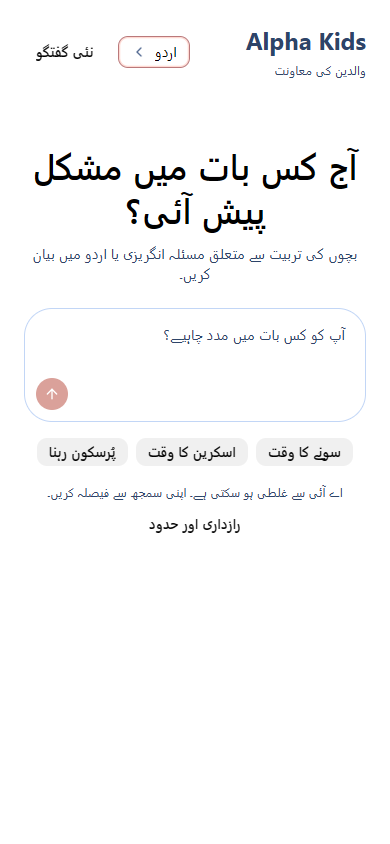 Alpha Kids
والدین کی معاونت
اردو
نئی گفتگو
آج کس بات میں مشکل
پیش آئی؟
بچوں کی تربیت سے متعلق مسئلہ انگریزی یا اردو میں بیان
کریں۔
آپ کو کس بات میں مدد چاہیے؟
سونے کا وقت
اسکرین کا وقت
پُرسکون رہنا
اے آئی سے غلطی ہو سکتی ہے۔ اپنی سمجھ سے فیصلہ کریں۔
رازداری اور حدود